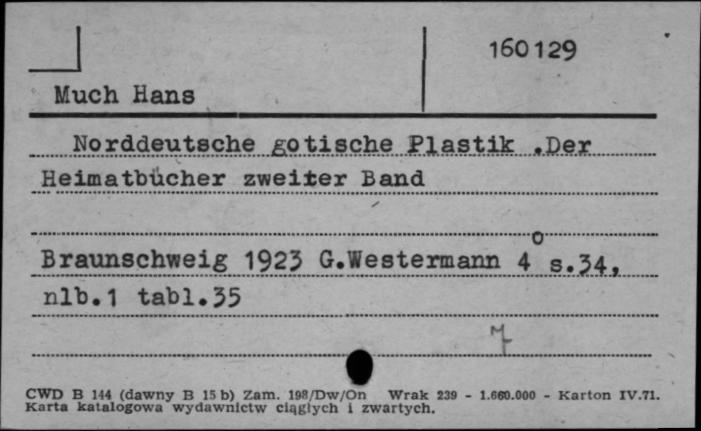 160129
Much Hans
Norddeutsche gotische Plastik .Der
Heimatbücher zweiter Band
Braunschweig 1923 G.Westermann 4° s.34,
nlb.1 tabl.35
CWD B 144 (dawny B 15 b) Zam. 198/Dw/On Wrak 239 - 1.660.000 - Karton IV.71.
Karta katalogowa wydawnictw ciągłych i zwartych.